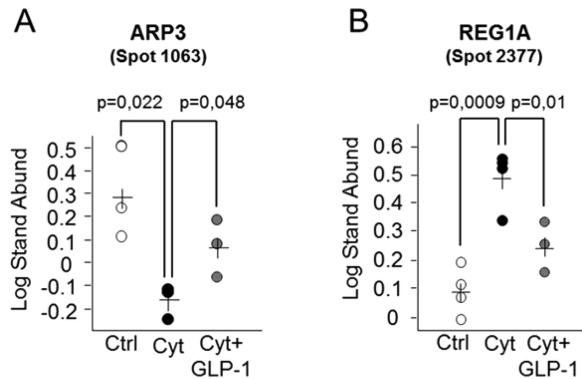 A
ARP3
(Spot 1063)
p=0,022
p=0,048
Log Stand Abund
0.5
0.4
0.3
0.2
0.1
0
-0.1
-0.2
Ctrl
Cyt
Cyt+
GLP-1
B
REG1A
(Spot 2377)
p=0,0009
p=0,01
Log Stand Abund
0.6
0.5
0.4
0.3
0.2
0.1
0
Ctrl
Cyt
Cyt+
GLP-1